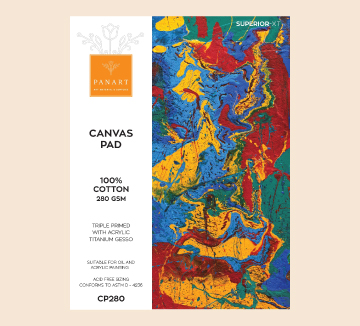 SUPERIOR-XT
PANART
CANVAS
PAD
100%
COTTON
280 GSM
TRIPLE PRIMED
WITH ACRYLIC
TITANIUM GESSO
SUITABLE FOR OIL AND
ACRYLIC PAINTING
ACID FREE SIZING
CONFORMS TO ASTM D - 4236
CP280